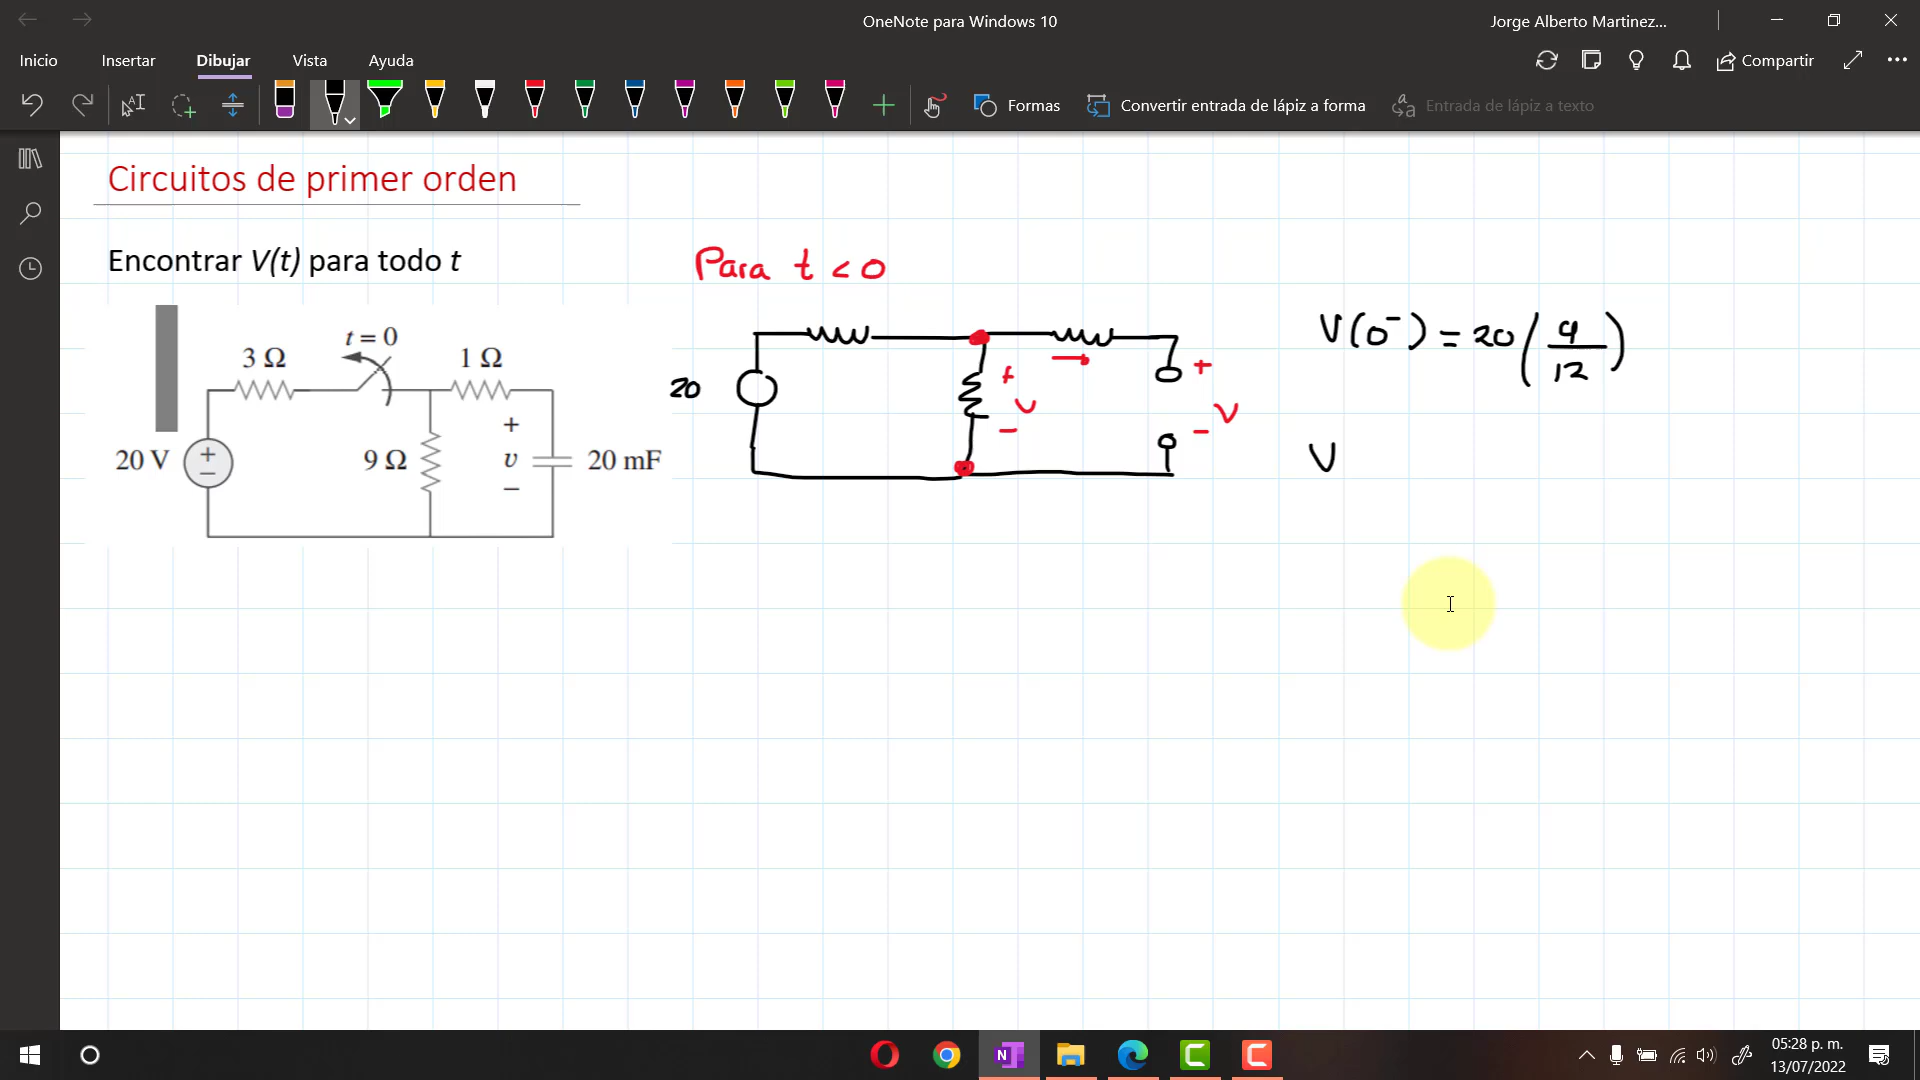 OneNote para Windows 10
Jorge Alberto Martinez...
Inicio
Insertar
Dibujar
Vista
Ayuda
Compartir
Formas
Convertir entrada de lápiz a forma
Entrada de lápiz a texto
Circuitos de primer orden
Encontrar V(t) para todo t
Para t < 0
t = 0
3 Ω
1 Ω
20 V
+
−
9 Ω
+
v
−
20 mF
20
+
V
−
+
V
−
V(0⁻) = 20(9/12)
V
05:28 p. m.
13/07/2022